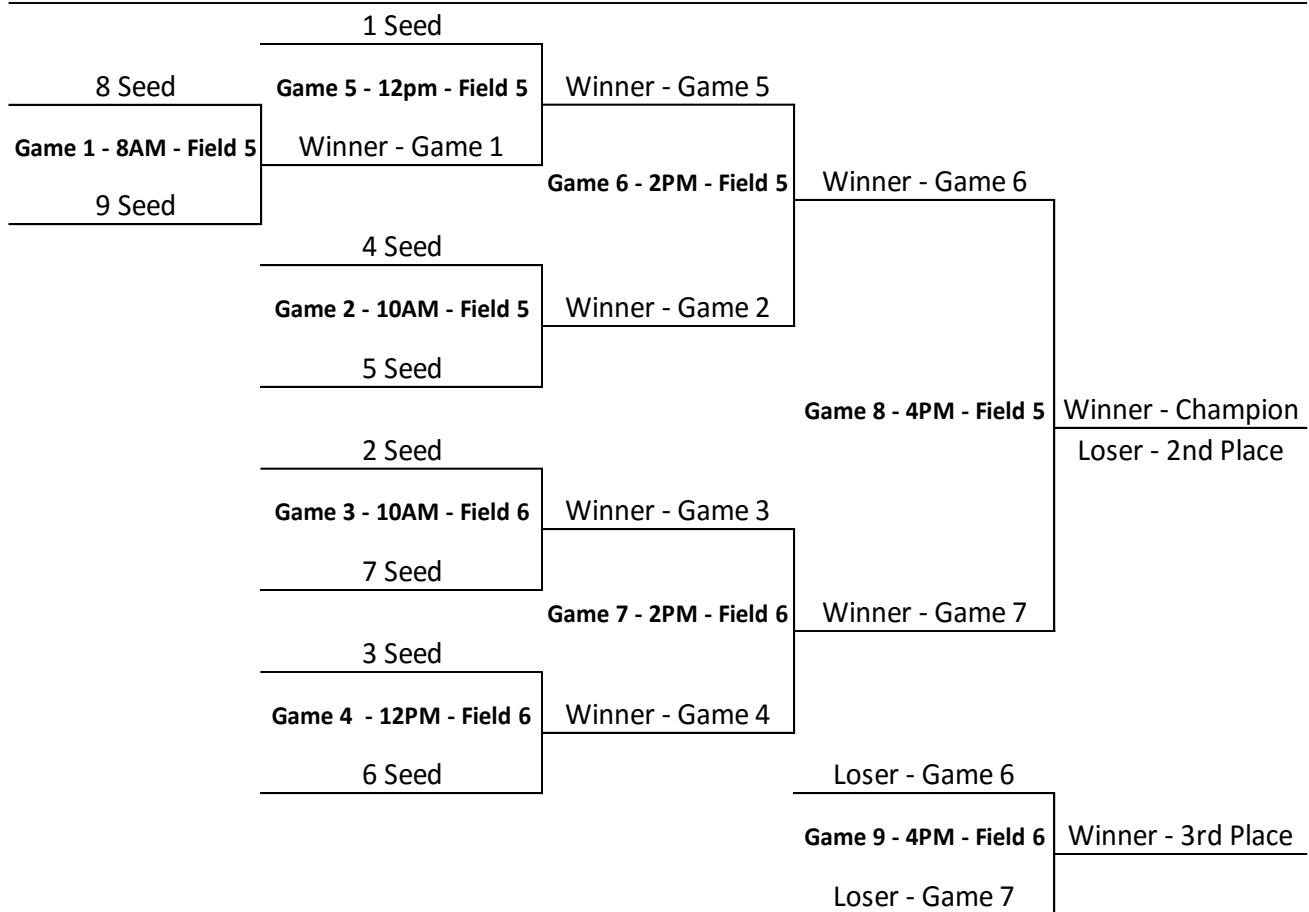 1 Seed
8 Seed
Game 5 - 12pm - Field 5
Winner - Game 5
Game 1 - 8AM - Field 5
Winner - Game 1
Game 6 - 2PM - Field 5
Winner - Game 6
9 Seed
4 Seed
Game 2 - 10AM - Field 5
Winner - Game 2
5 Seed
Game 8 - 4PM - Field 5
Winner - Champion
Loser - 2nd Place
2 Seed
Game 3 - 10AM - Field 6
Winner - Game 3
7 Seed
Game 7 - 2PM - Field 6
Winner - Game 7
3 Seed
Game 4  - 12PM - Field 6
Winner - Game 4
6 Seed
Loser - Game 6
Game 9 - 4PM - Field 6
Winner - 3rd Place
Loser - Game 7